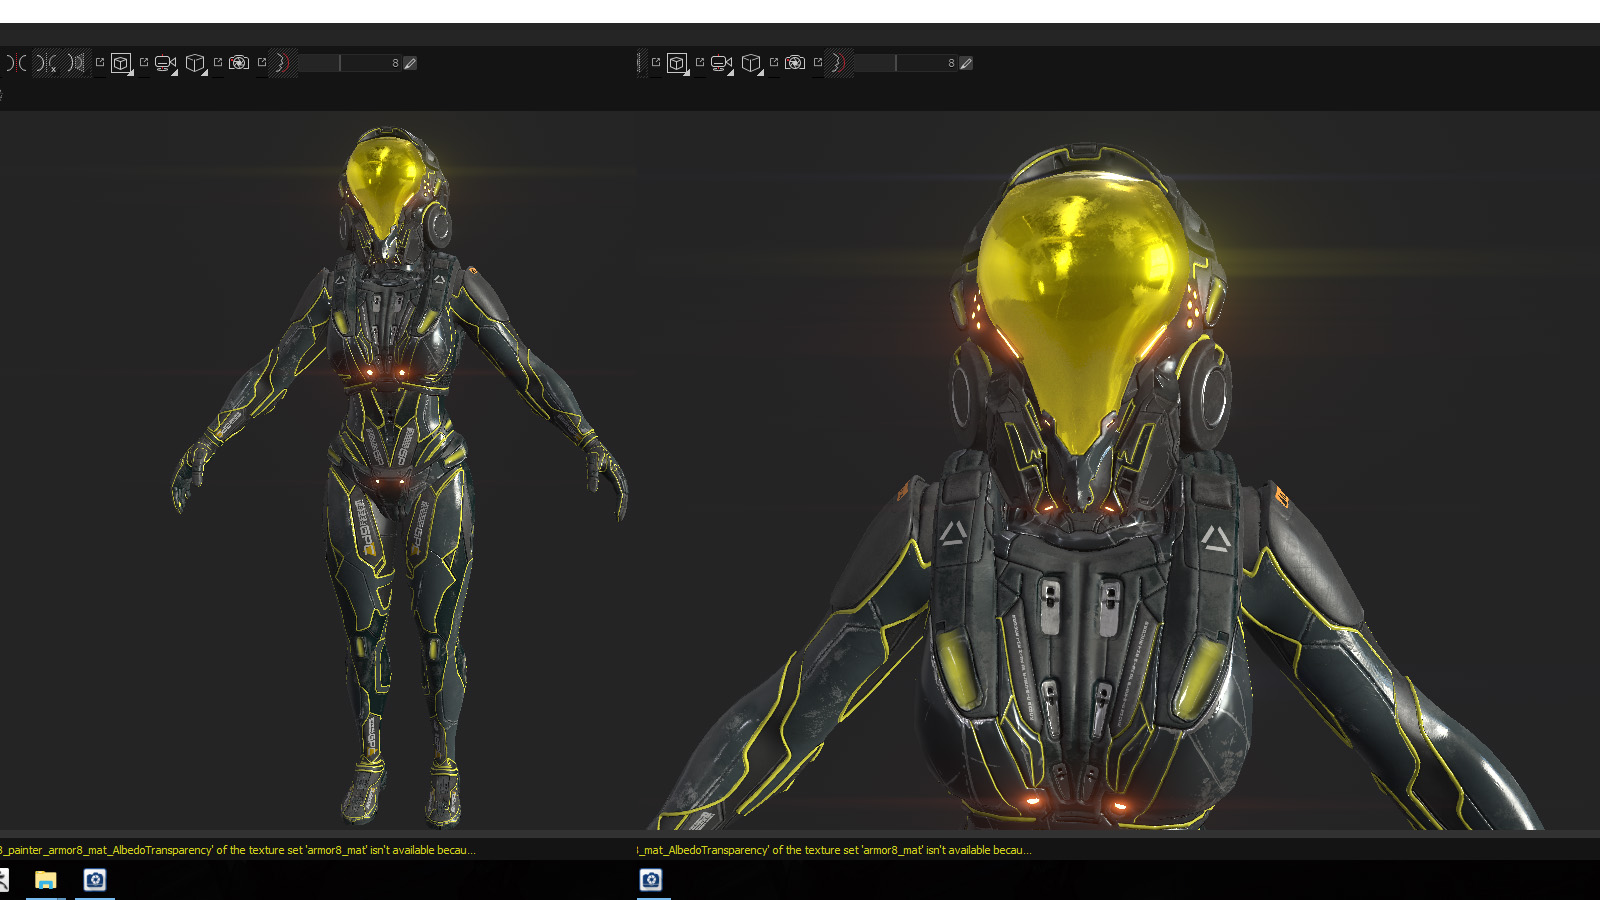 8
8
_painter_armor8_mat_AlbedoTransparency' of the texture set 'armor8_mat' isn't available becau...
_mat_AlbedoTransparency' of the texture set 'armor8_mat' isn't available becau...